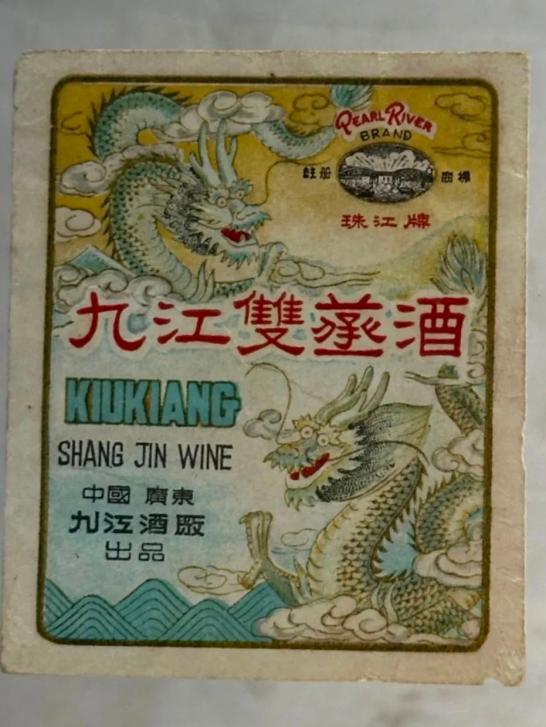 PEARL RIVER
BRAND
註册 商標
珠江牌
九江雙蒸酒
KIUKIANG
SHANG JIN WINE
中國 廣東
九江酒廠
出品